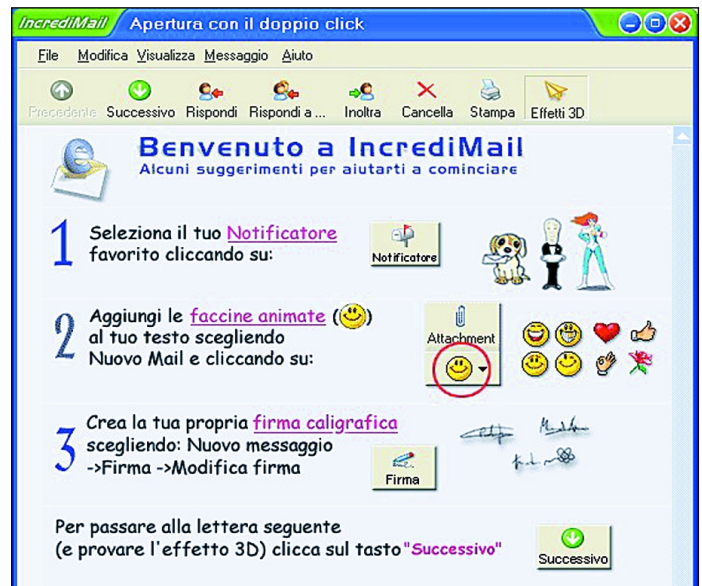 IncrediMail Apertura con il doppio click
File Modifica Visualizza Messaggio Aiuto
Precedente Successivo Rispondi Rispondi a ... Inoltra Cancella Stampa Effetti 3D
Benvenuto a IncrediMail
Alcuni suggerimenti per aiutarti a cominciare
1 Seleziona il tuo Notificatore
favorito cliccando su:
Notificatore
2 Aggiungi le faccine animate ( )
al tuo testo scegliendo
Nuovo Mail e cliccando su:
Attachment
3 Crea la tua propria firma caligrafica
scegliendo: Nuovo messaggio
->Firma ->Modifica firma
Firma
Per passare alla lettera seguente
(e provare l'effetto 3D) clicca sul tasto "Successivo"
Successivo